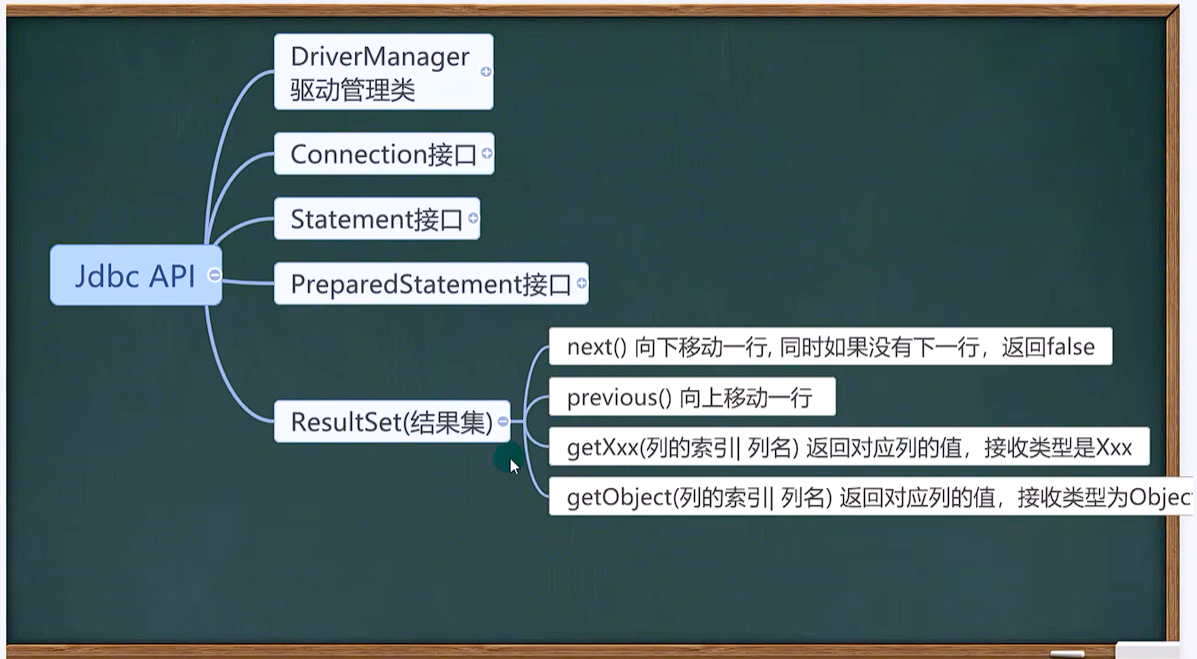 DriverManager
驱动管理类
Connection接口
Statement接口
Jdbc API
PreparedStatement接口
next() 向下移动一行, 同时如果没有下一行，返回false
previous() 向上移动一行
ResultSet(结果集)
getXxx(列的索引| 列名) 返回对应列的值，接收类型是Xxx
getObject(列的索引| 列名) 返回对应列的值，接收类型为Objec